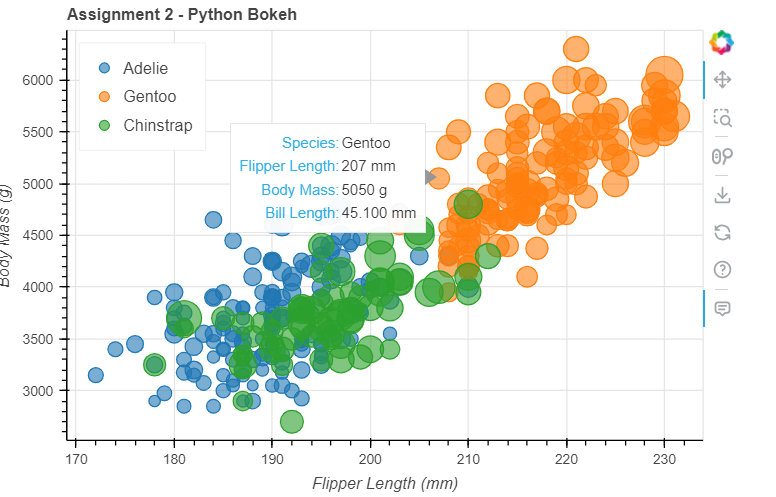 Assignment 2 - Python Bokeh
Adelie
Gentoo
Chinstrap
Species: Gentoo
Flipper Length: 207 mm
Body Mass: 5050 g
Bill Length: 45.100 mm
Body Mass (g)
6000
5500
5000
4500
4000
3500
3000
170 180 190 200 210 220 230
Flipper Length (mm)